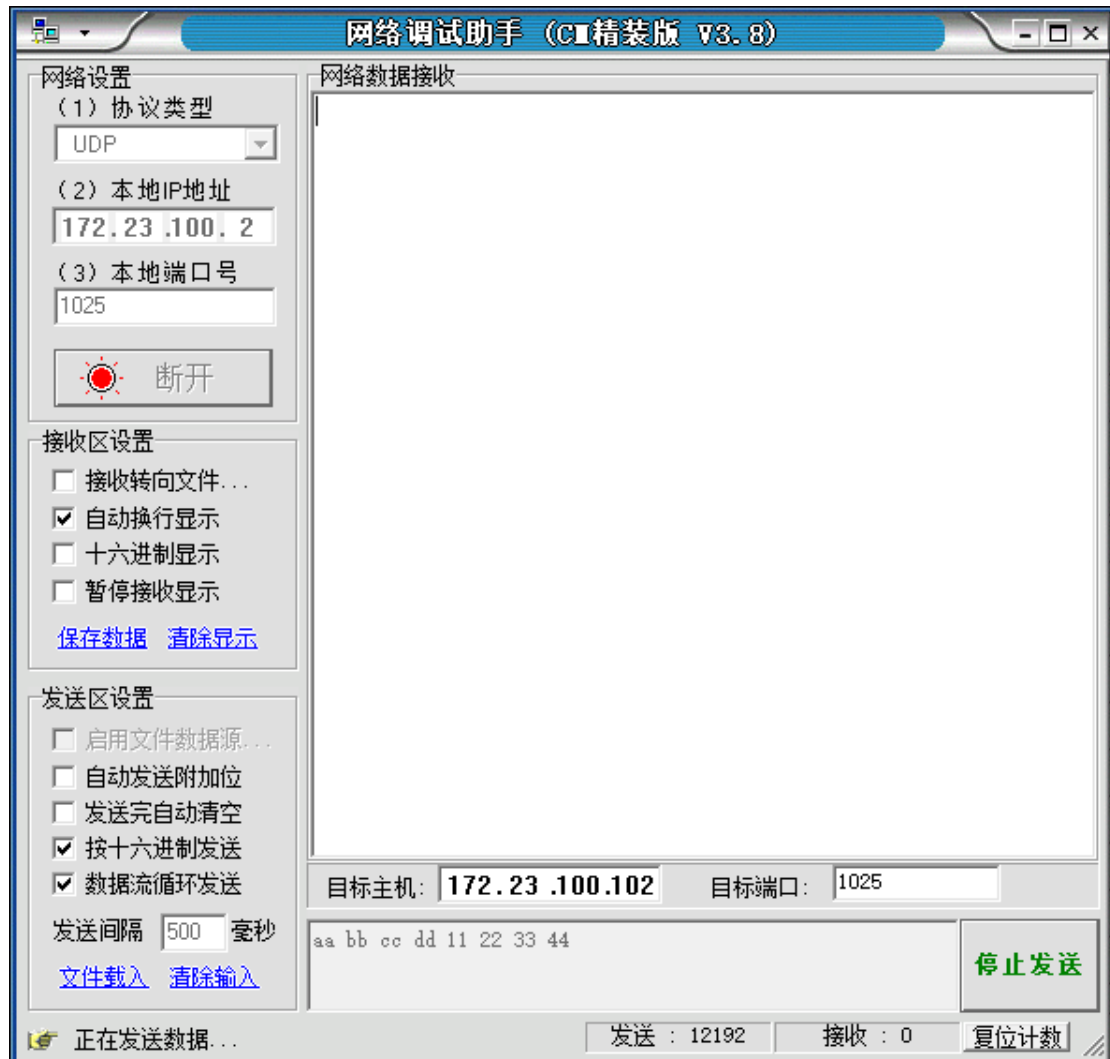 网络调试助手 (CⅢ精装版 V3.8)
网络设置
(1) 协议类型
UDP
(2) 本地IP地址
172.23.100.2
(3) 本地端口号
1025
断开
接收区设置
接收转向文件...
自动换行显示
十六进制显示
暂停接收显示
保存数据 清除显示
发送区设置
启用文件数据源...
自动发送附加位
发送完自动清空
按十六进制发送
数据流循环发送
发送间隔 500 毫秒
文件载入 清除输入
网络数据接收
目标主机: 172.23.100.102 目标端口: 1025
aa bb cc dd 11 22 33 44
停止发送
正在发送数据... 发送 : 12192 接收 : 0 复位计数